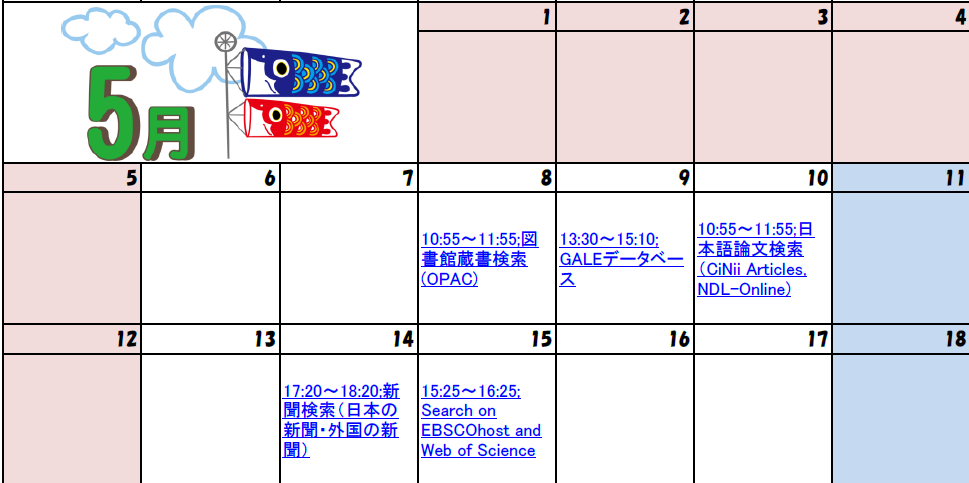 5月
1
2
3
4
5
6
7
8
9
10
11
10:55～11:55;図
書館蔵書検索
(OPAC)
13:30～15:10;
GALEデータベー
ス
10:55～11:55;日
本語論文検索
（CiNii Articles,
NDL-Online）
12
13
14
15
16
17
18
17:20～18:20;新
聞検索（日本の
新聞・外国の新
聞）
15:25～16:25;
Search on
EBSCOhost and
Web of Science